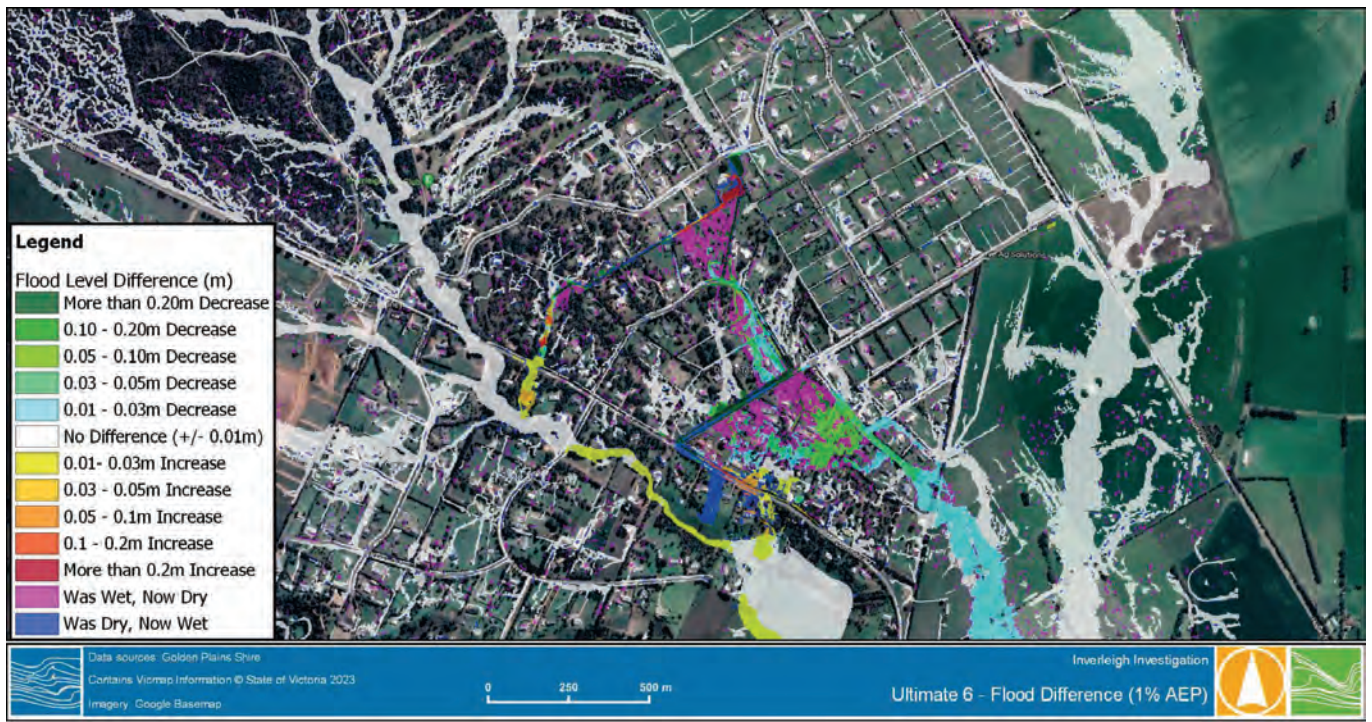 Ag Solutions
Legend
Flood Level Difference (m)
More than 0.20m Decrease
0.10 - 0.20m Decrease
0.05 - 0.10m Decrease
0.03 - 0.05m Decrease
0.01 - 0.03m Decrease
No Difference (+/- 0.01m)
0.01- 0.03m Increase
0.03 - 0.05m Increase
0.05 - 0.1m Increase
0.1 - 0.2m Increase
More than 0.2m Increase
Was Wet, Now Dry
Was Dry, Now Wet
Data sources: Golden Plains Shire
Contains Vicmap Information © State of Victoria 2023
Imagery: Google Basemap
0 250 500 m
Inverleigh Investigation
Ultimate 6 - Flood Difference (1% AEP)